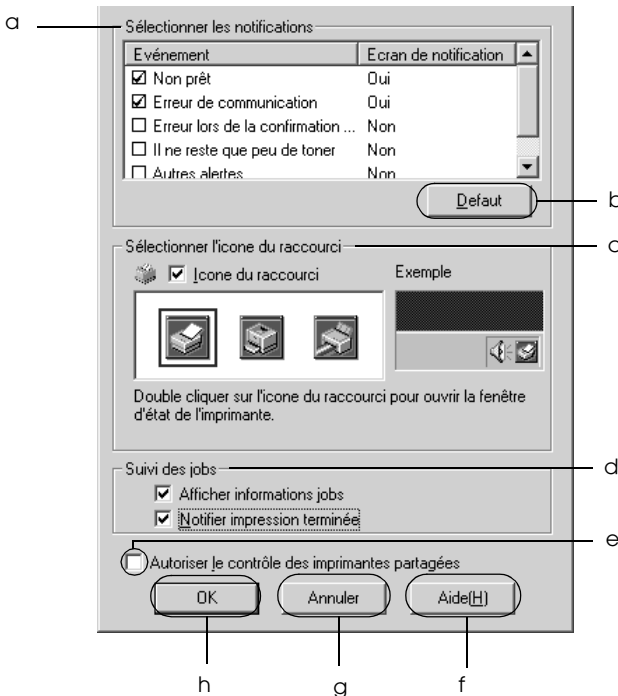 a
Sélectionner les notifications
Evénement Ecran de notification
Non prêt Oui
Erreur de communication Oui
Erreur lors de la confirmation ... Non
Il ne reste que peu de toner Non
Autres alertes Non
Defaut
b
Sélectionner l'icone du raccourci
c
Icone du raccourci Exemple
Double cliquer sur l'icone du raccourci pour ouvrir la fenêtre
d'état de l'imprimante.
Suivi des jobs
d
Afficher informations jobs
Notifier impression terminée
e
Autoriser le contrôle des imprimantes partagées
OK Annuler Aide(H)
h g f